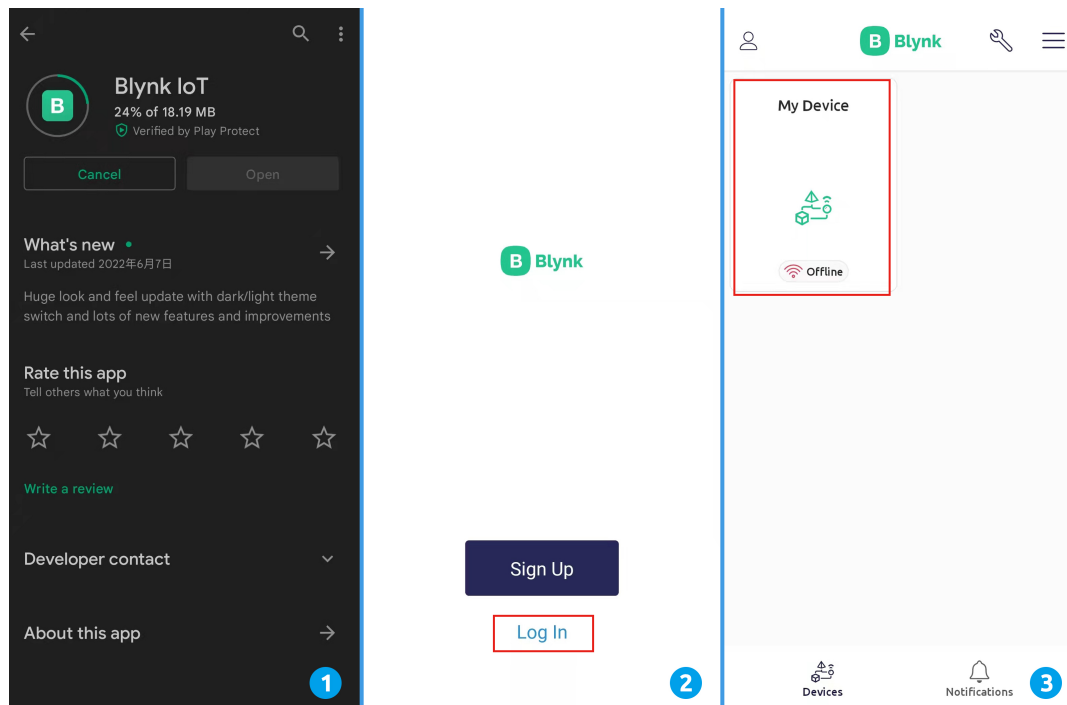 B
Blynk IoT
24% of 18.19 MB
Verified by Play Protect
Cancel
Open
What's new
Last updated 2022年6月7日
Huge look and feel update with dark/light theme
switch and lots of new features and improvements
Rate this app
Tell others what you think
Write a review
Developer contact
About this app
1
B Blynk
Sign Up
Log In
2
B Blynk
My Device
Offline
Devices
Notifications
3